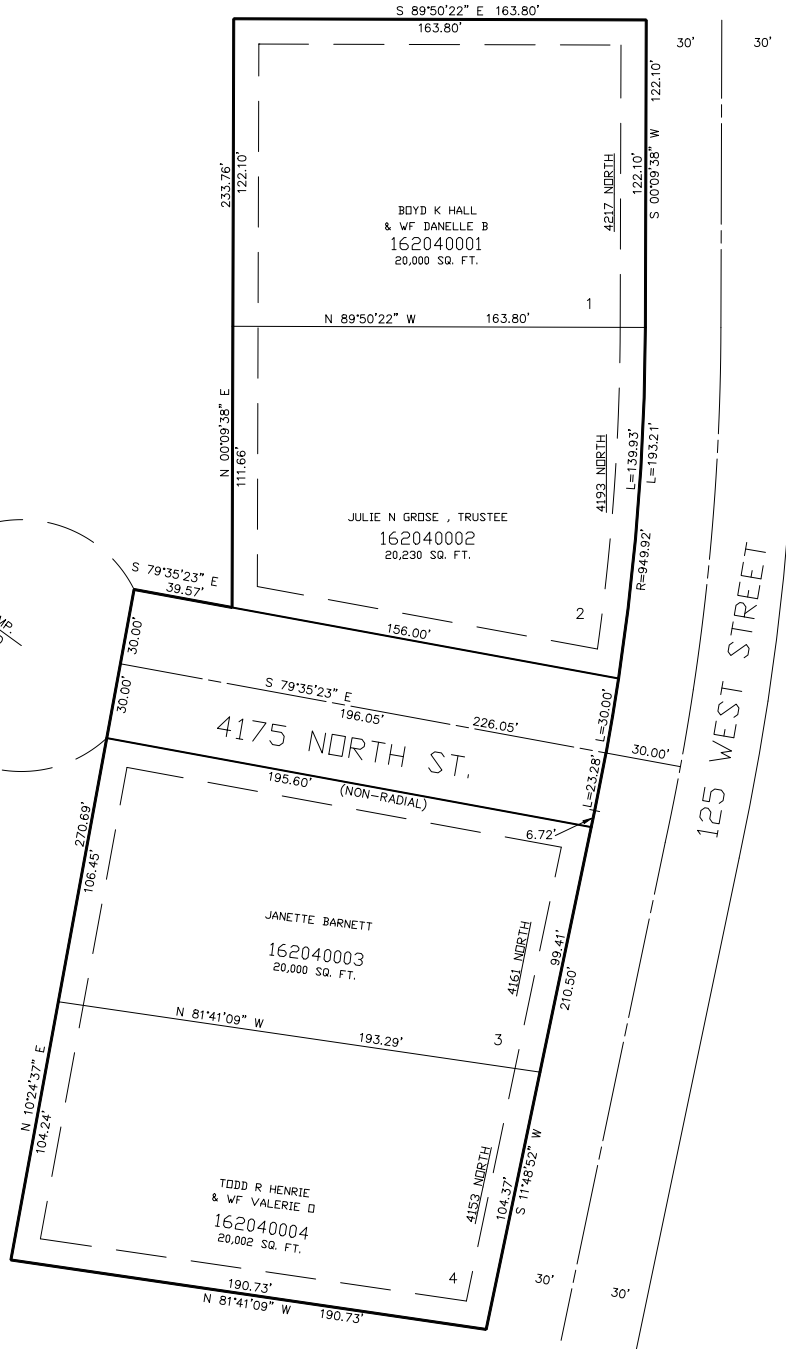 S 89°50'22" E 163.80'
163.80'
30'
30'
122.10'
S 00°09'38" W
122.10'
4217 NORTH
233.76'
122.10'
BOYD K HALL
& WF DANELLE B
162040001
20,000 SQ. FT.
1
N 89°50'22" W 163.80'
N 00°09'38" E
111.66'
4193 NORTH
L=139.93'
L=193.21'
R=949.92'
JULIE N GROSE , TRUSTEE
162040002
20,230 SQ. FT.
2
S 79°35'23" E
39.57'
156.00'
30.00'
30.00'
S 79°35'23" E
196.05'
226.05'
L=30.00'
30.00'
4175 NORTH ST.
L=23.28'
195.60' (NON-RADIAL)
6.72'
125 WEST STREET
270.69'
106.45'
JANETTE BARNETT
162040003
20,000 SQ. FT.
4161 NORTH
99.41'
210.50'
3
N 81°41'09" W 193.29'
N 10°24'37" E
104.24'
TODD R HENRIE
& WF VALERIE O
162040004
20,002 SQ. FT.
4153 NORTH
104.37'
S 11°48'52" W
4
190.73'
N 81°41'09" W 190.73'
30'
30'